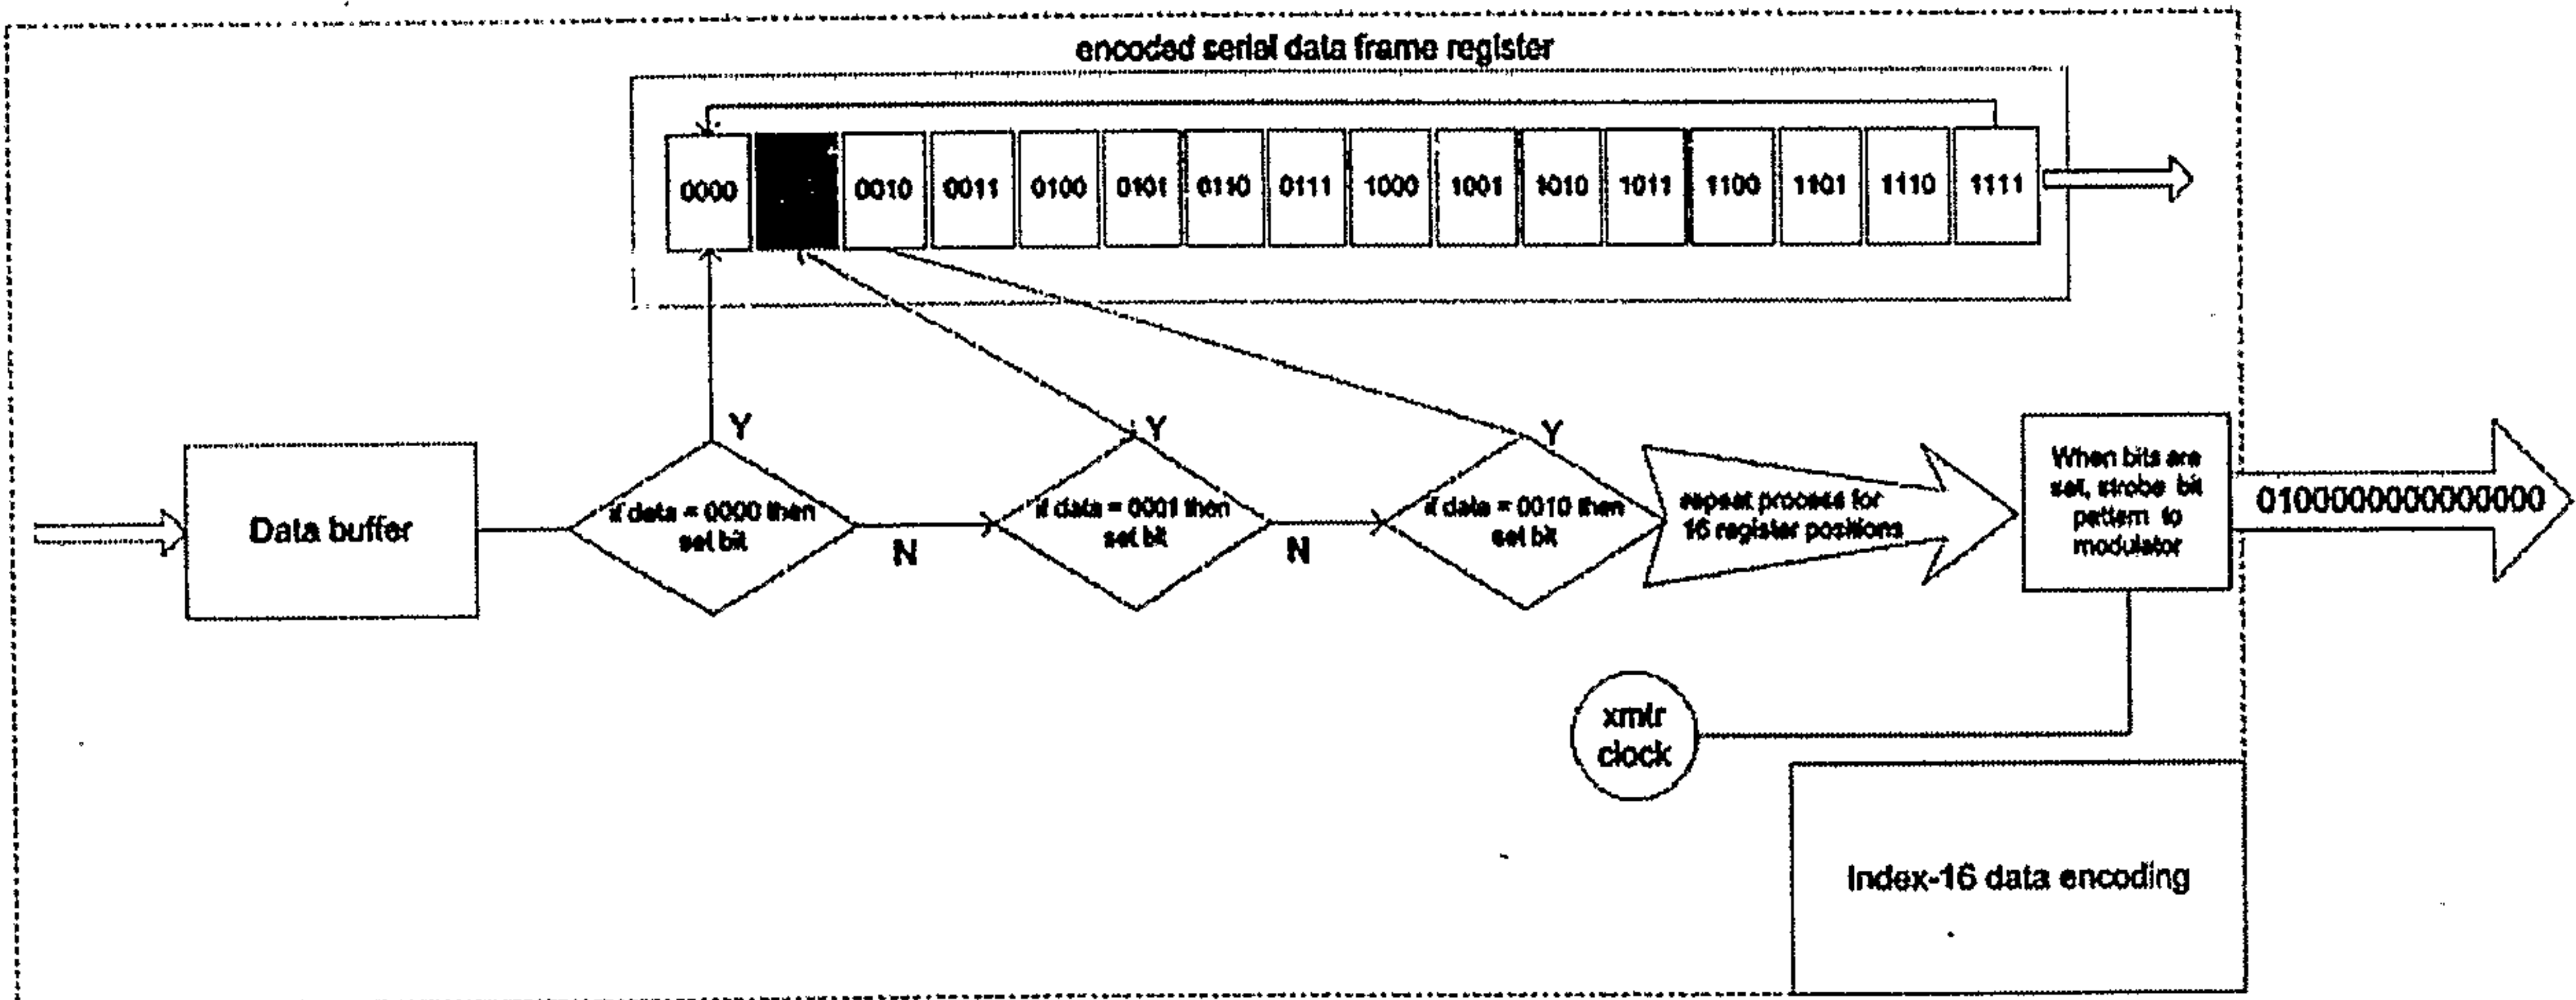 encoded serial data frame register
0000
0010
0011
0100
0101
0110
0111
1000
1001
1010
1011
1100
1101
1110
1111
Y
Y
Y
Data buffer
if data = 0000 then
set bit
N
if data = 0001 then
set bit
N
if data = 0010 then
set bit
repeat process for
16 register positions
When bits are
set, strobe bit
pattern to
modulator
0100000000000000
xmtr
clock
Index-16 data encoding